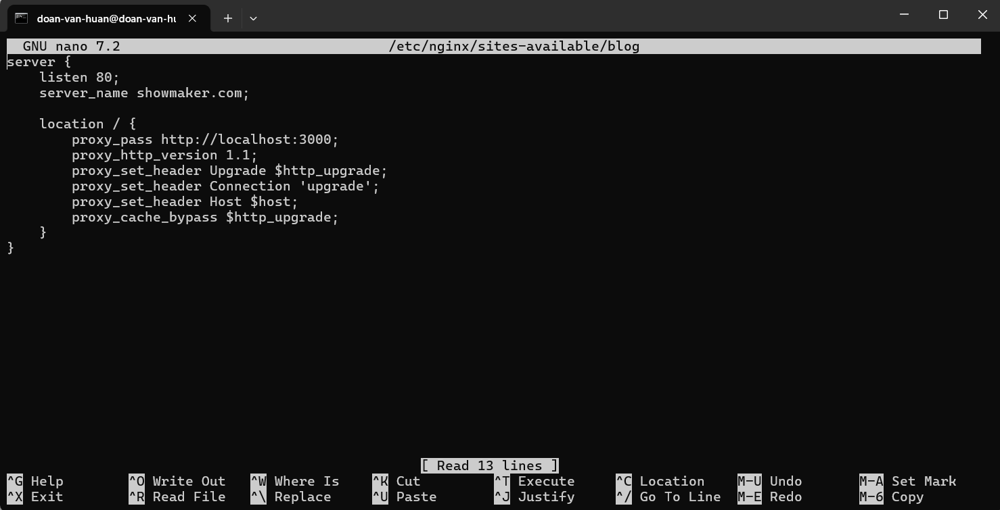 doan-van-huan@doan-van-hu
GNU nano 7.2 /etc/nginx/sites-available/blog
server {
    listen 80;
    server_name showmaker.com;

    location / {
        proxy_pass http://localhost:3000;
        proxy_http_version 1.1;
        proxy_set_header Upgrade $http_upgrade;
        proxy_set_header Connection 'upgrade';
        proxy_set_header Host $host;
        proxy_cache_bypass $http_upgrade;
    }
}
[ Read 13 lines ]
^G Help ^O Write Out ^W Where Is ^K Cut ^T Execute ^C Location M-U Undo M-A Set Mark
^X Exit ^R Read File ^\ Replace ^U Paste ^J Justify ^/ Go To Line M-E Redo M-6 Copy